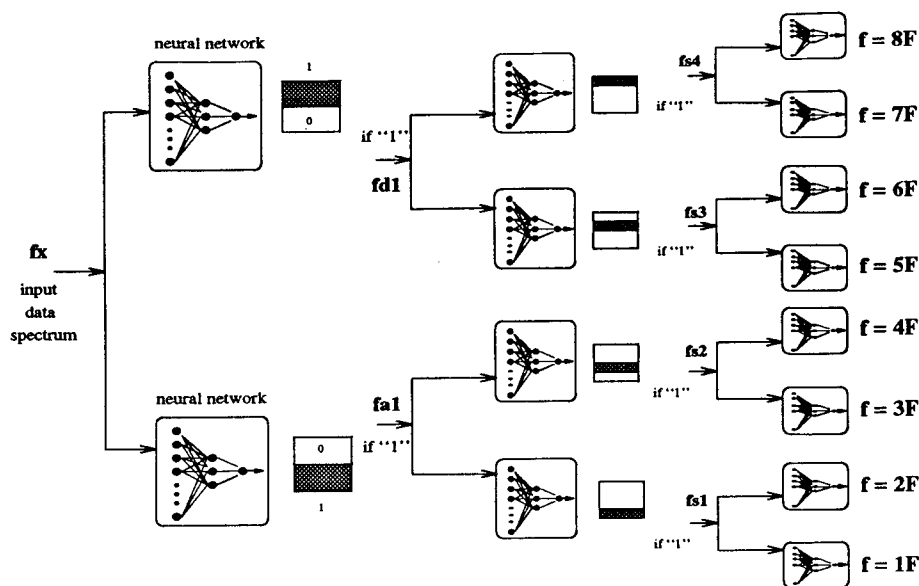 neural network
1
0
if "1"
fd1
fs4
if "1"
f = 8F
f = 7F
fs3
if "1"
f = 6F
f = 5F
fx
input
data
spectrum
neural network
0
1
fa1
if "1"
fs2
if "1"
f = 4F
f = 3F
fs1
if "1"
f = 2F
f = 1F